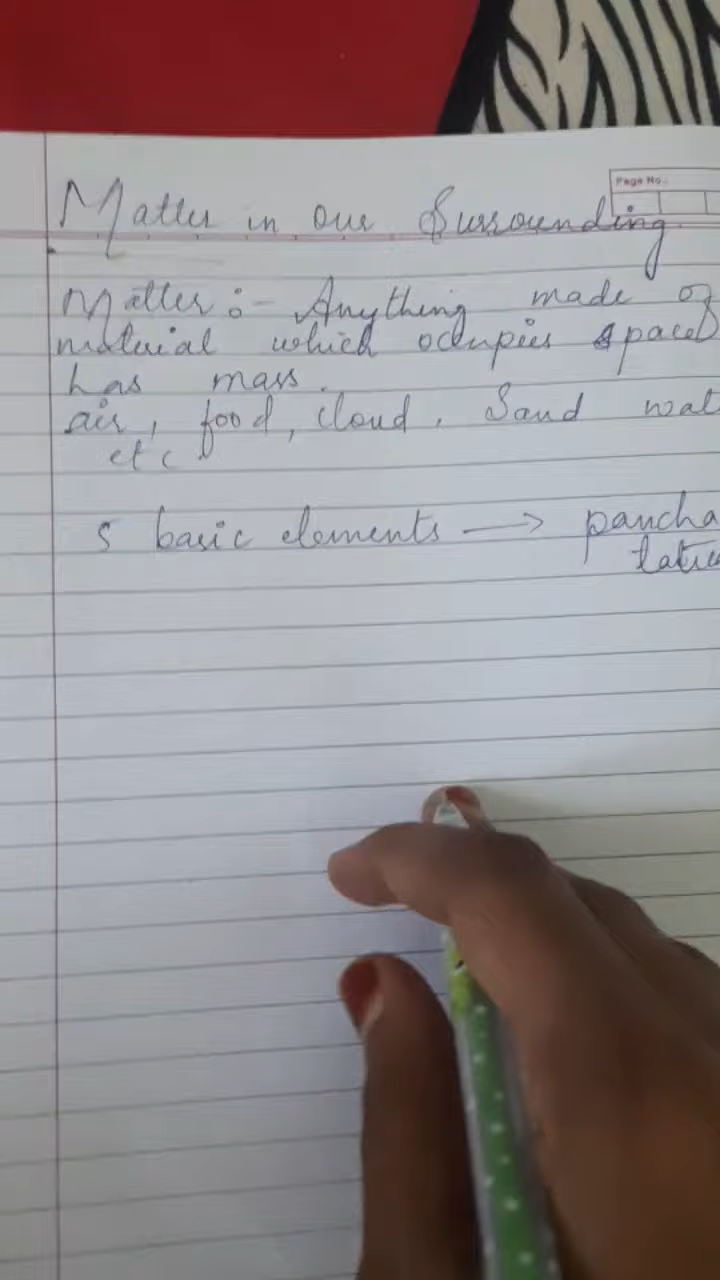 Page No.
Matter in our Surrounding
Matter :- Anything made of
material which occupies space
has mass.
air, food, cloud, Sand wat
etc
5 basic elements → pancha
tatva